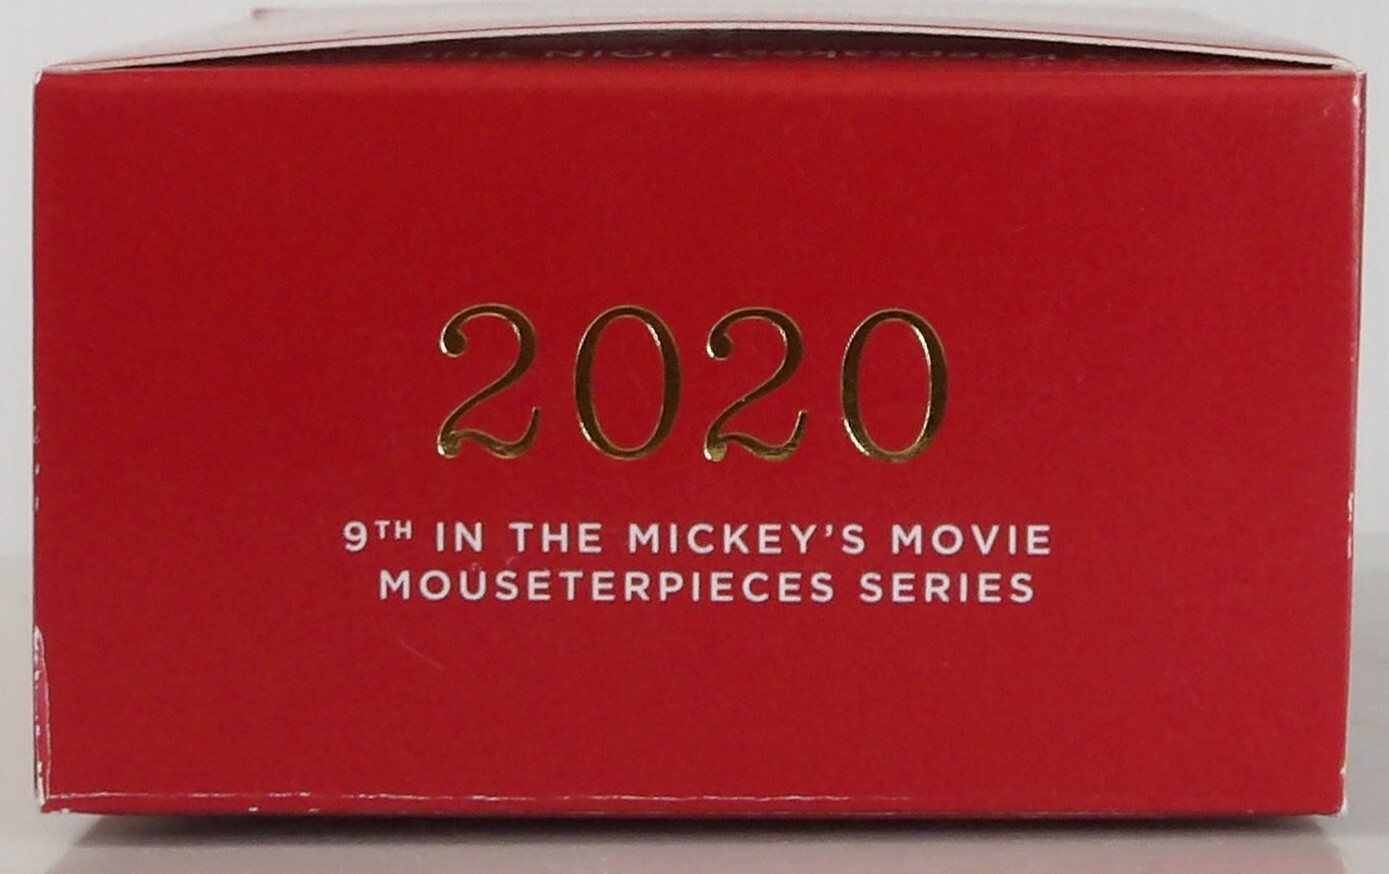 2020
9TH IN THE MICKEY'S MOVIE
MOUSETERPIECES SERIES